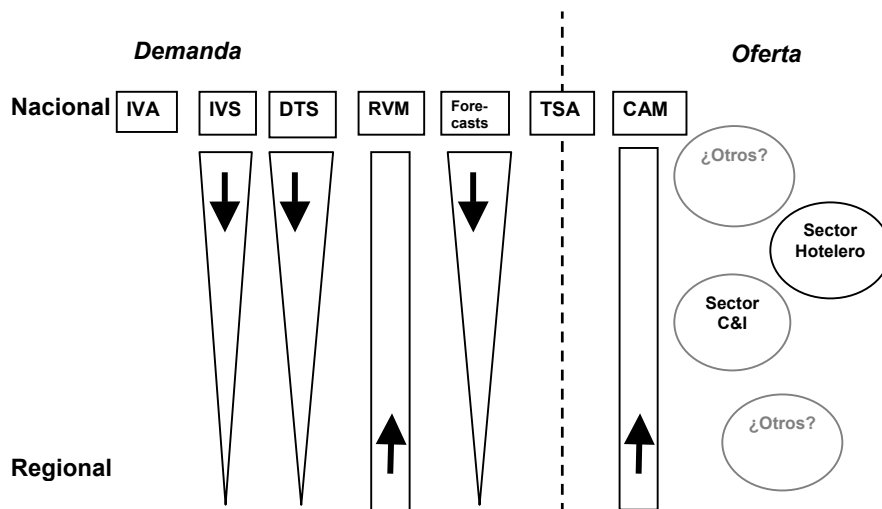 Demanda
Oferta
Nacional
IVA
IVS
DTS
RVM
Fore-
casts
TSA
CAM
¿Otros?
Sector
Hotelero
Sector
C&I
¿Otros?
Regional